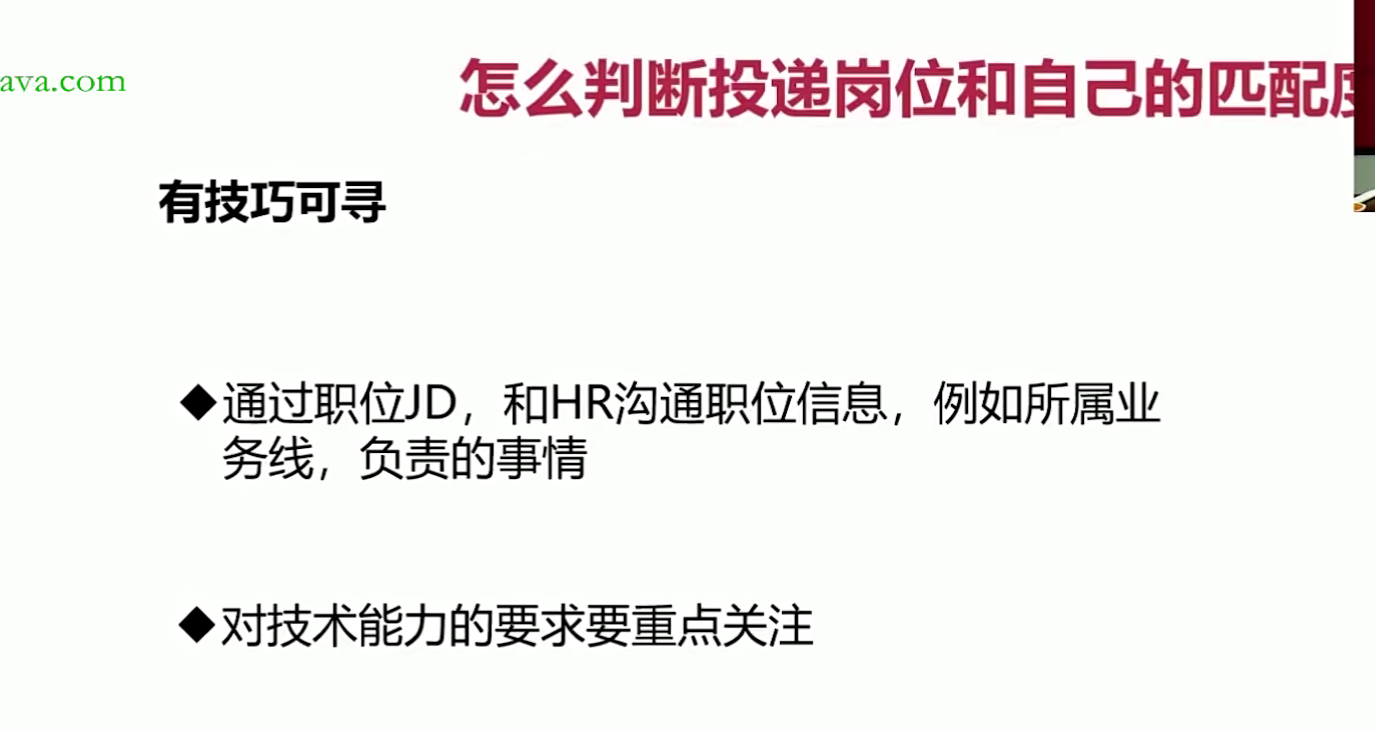 ava.com
怎么判断投递岗位和自己的匹配度
有技巧可寻
◆通过职位JD，和HR沟通职位信息，例如所属业
务线，负责的事情
◆对技术能力的要求要重点关注